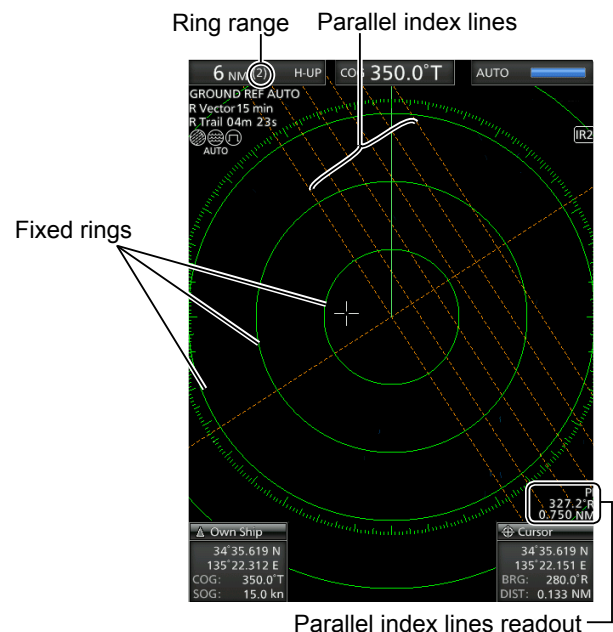 Ring range
Parallel index lines
6 NM (2) H-UP COG 350.0°T AUTO
GROUND REF AUTO
R Vector 15 min
R Trail 04m 23s
AUTO
IR2
Fixed rings
PI
327.2°R
0.750 NM
Own Ship
34°35.619 N
135°22.312 E
COG: 350.0°T
SOG: 15.0 kn
Cursor
34°35.619 N
135°22.151 E
BRG: 280.0°R
DIST: 0.133 NM
Parallel index lines readout